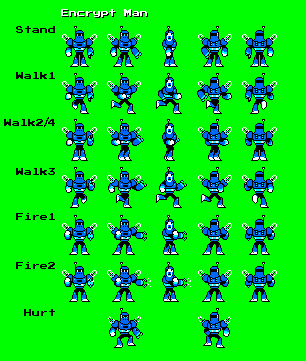 Encrypt Man
Stand
Walk1
Walk2/4
Walk3
Fire1
Fire2
Hurt